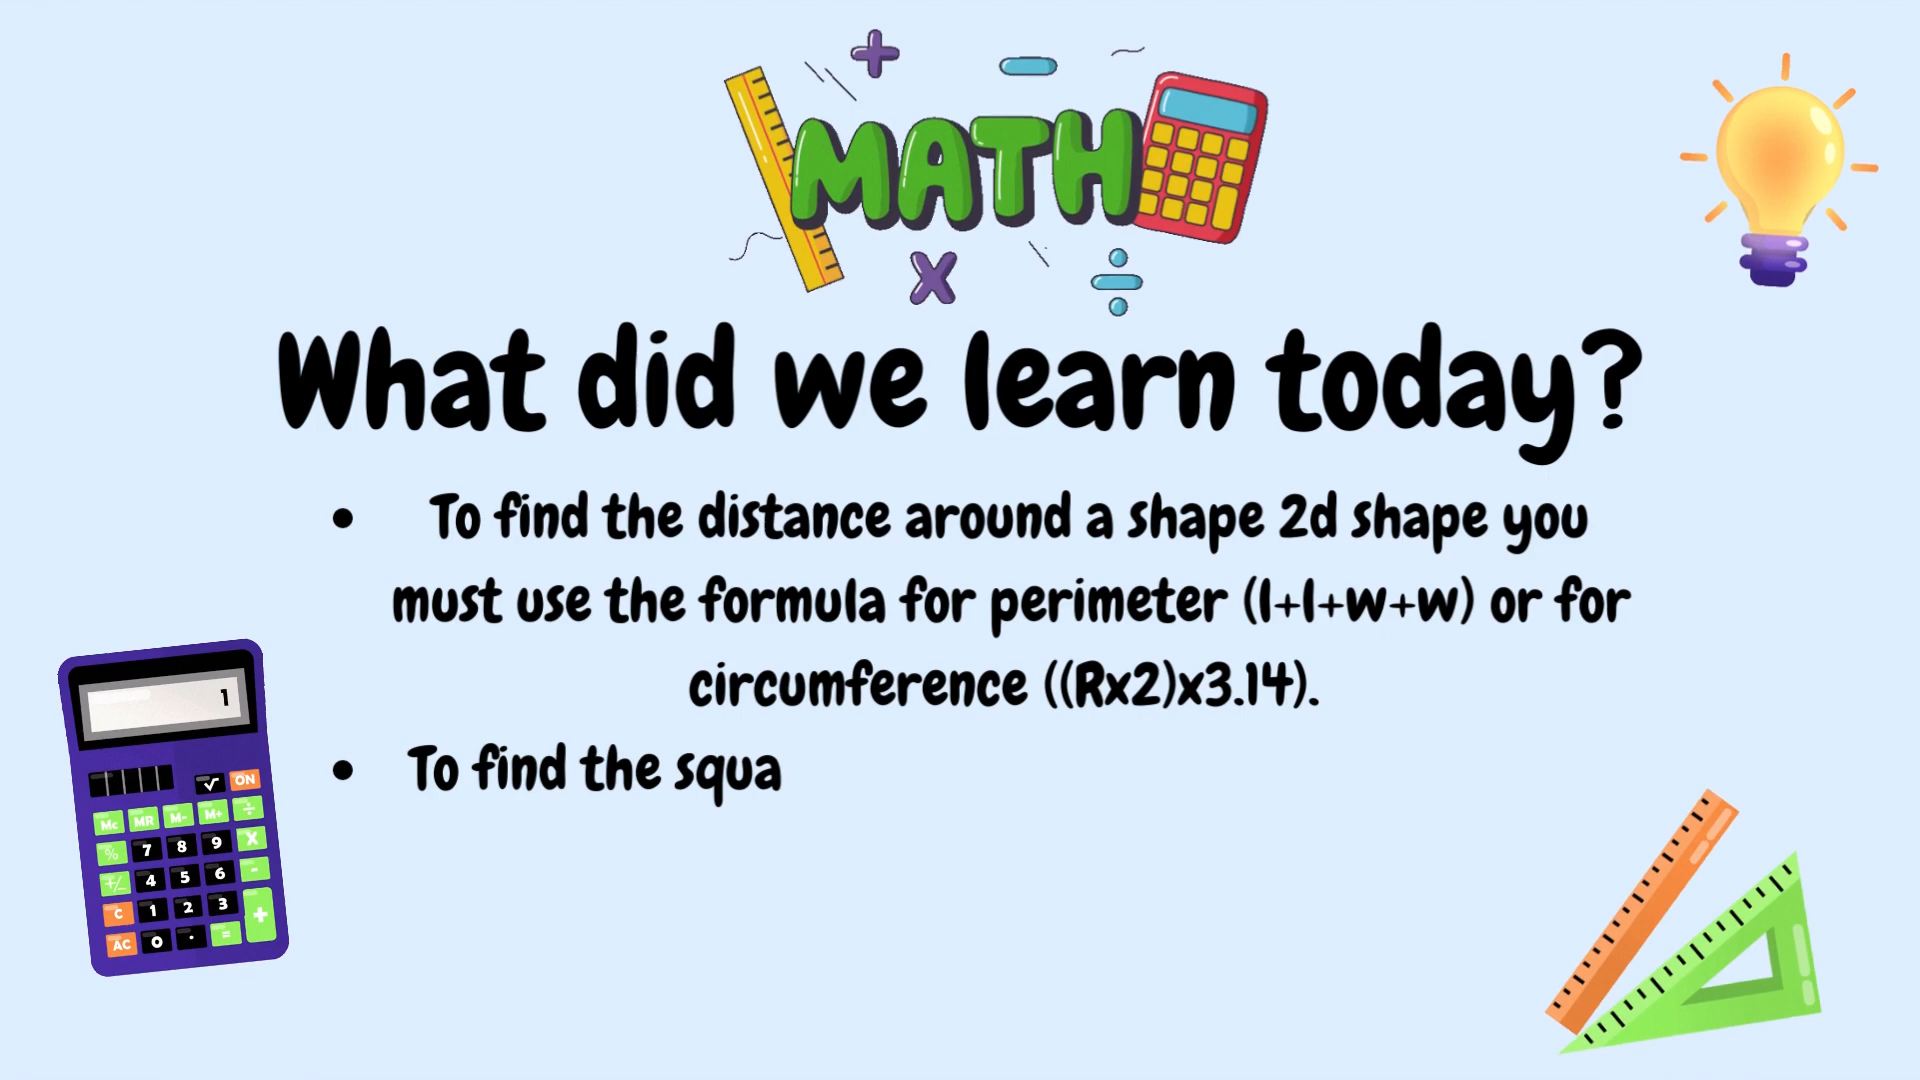 MATH
What did we learn today?
• To find the distance around a shape 2d shape you
must use the formula for perimeter (l+l+w+w) or for
circumference ((Rx2)x3.14).
• To find the squa
1
√ ON
Mc MR M- M+ ÷
% 7 8 9 X
+/_ 4 5 6 -
C 1 2 3 +
AC 0 · =